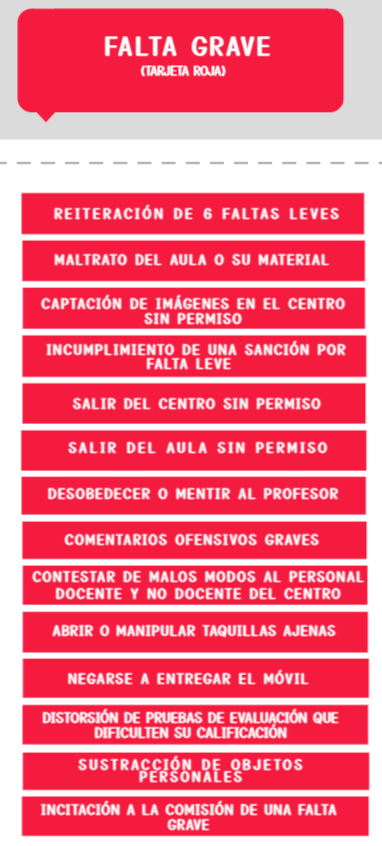 FALTA GRAVE
(TARJETA ROJA)
REITERACIÓN DE 6 FALTAS LEVES
MALTRATO DEL AULA O SU MATERIAL
CAPTACIÓN DE IMÁGENES EN EL CENTRO
SIN PERMISO
INCUMPLIMIENTO DE UNA SANCIÓN POR
FALTA LEVE
SALIR DEL CENTRO SIN PERMISO
SALIR DEL AULA SIN PERMISO
DESOBEDECER O MENTIR AL PROFESOR
COMENTARIOS OFENSIVOS GRAVES
CONTESTAR DE MALOS MODOS AL PERSONAL
DOCENTE Y NO DOCENTE DEL CENTRO
ABRIR O MANIPULAR TAQUILLAS AJENAS
NEGARSE A ENTREGAR EL MÓVIL
DISTORSIÓN DE PRUEBAS DE EVALUACIÓN QUE
DIFICULTEN SU CALIFICACIÓN
SUSTRACCIÓN DE OBJETOS
PERSONALES
INCITACIÓN A LA COMISIÓN DE UNA FALTA
GRAVE